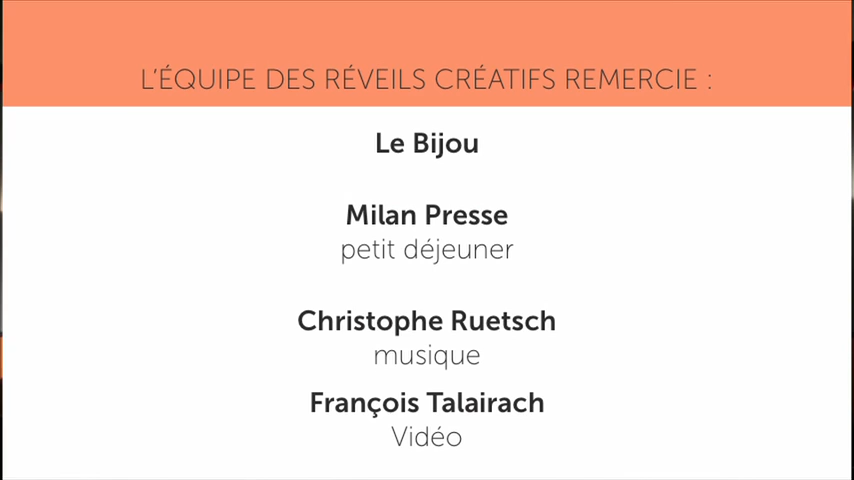 L'ÉQUIPE DES RÉVEILS CRÉATIFS REMERCIE :
Le Bijou
Milan Presse
petit déjeuner
Christophe Ruetsch
musique
François Talairach
Vidéo